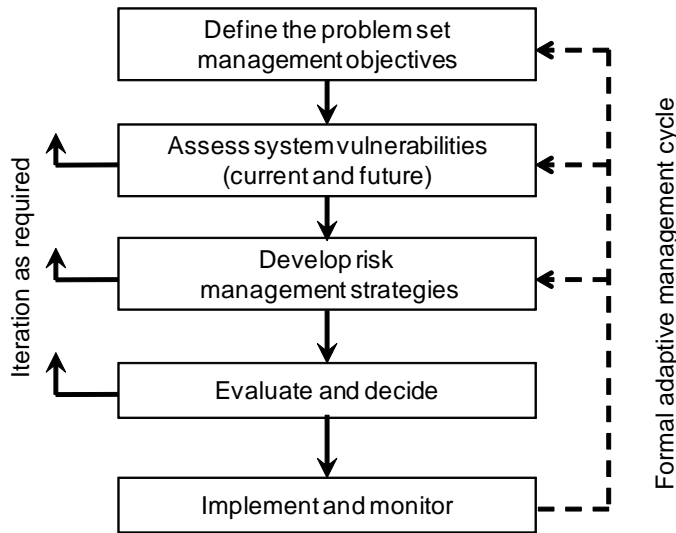 Define the problem set
management objectives
Assess system vulnerabilities
(current and future)
Develop risk
management strategies
Evaluate and decide
Implement and monitor
Iteration as required
Formal adaptive management cycle